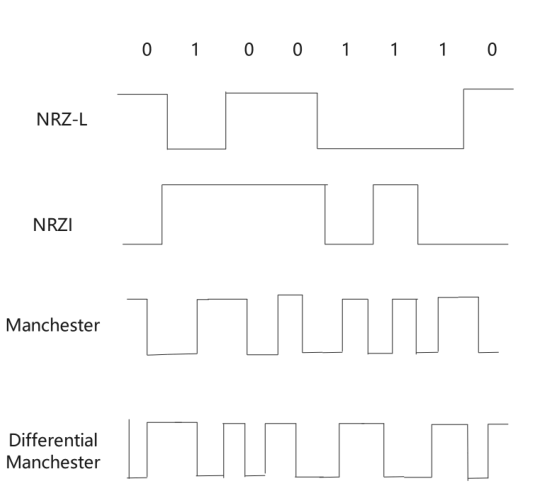 0 1 0 0 1 1 1 0
NRZ-L
NRZI
Manchester
Differential
Manchester